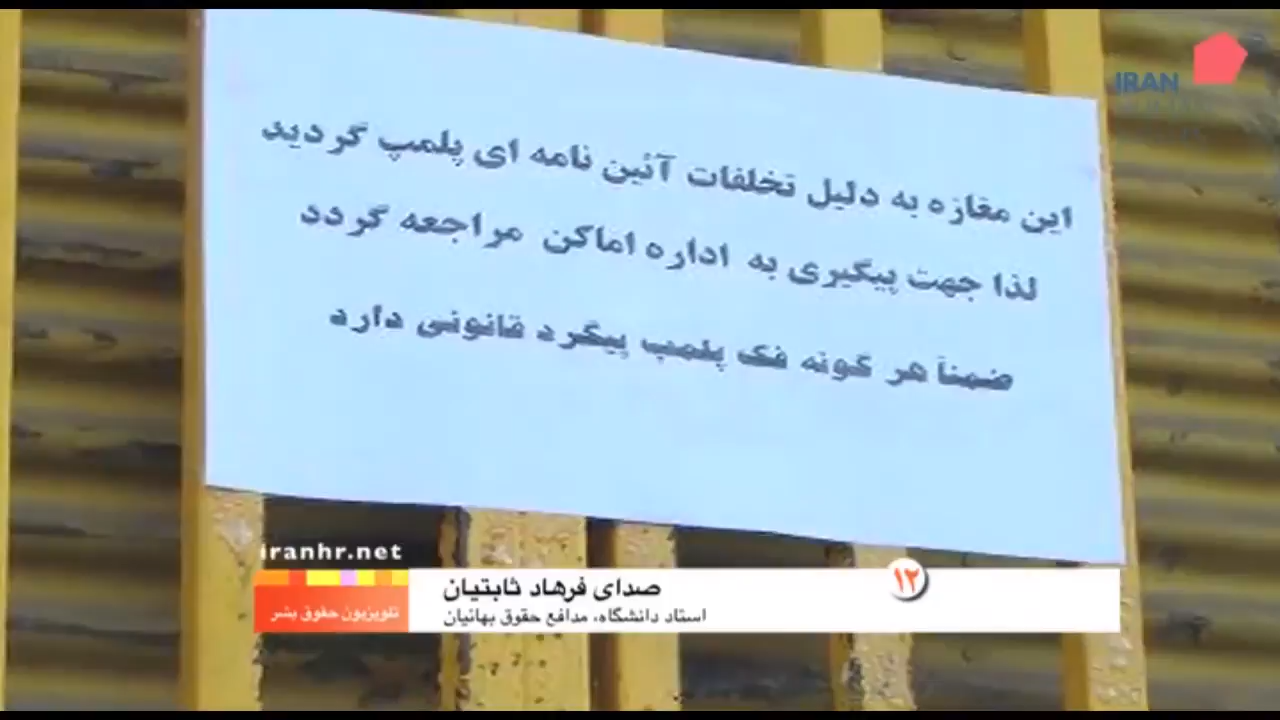 IRAN
این مغازه به دلیل تخلفات آئین نامه ای پلمپ گردید
لذا جهت پیگیری به اداره اماکن مراجعه گردد
ضمناً هر گونه فک پلمپ پیگرد قانونی دارد
iranhr.net
۱۲
صدای فرهاد ثابتیان
تلویزیون حقوق بشر
استاد دانشگاه، مدافع حقوق بهائیان